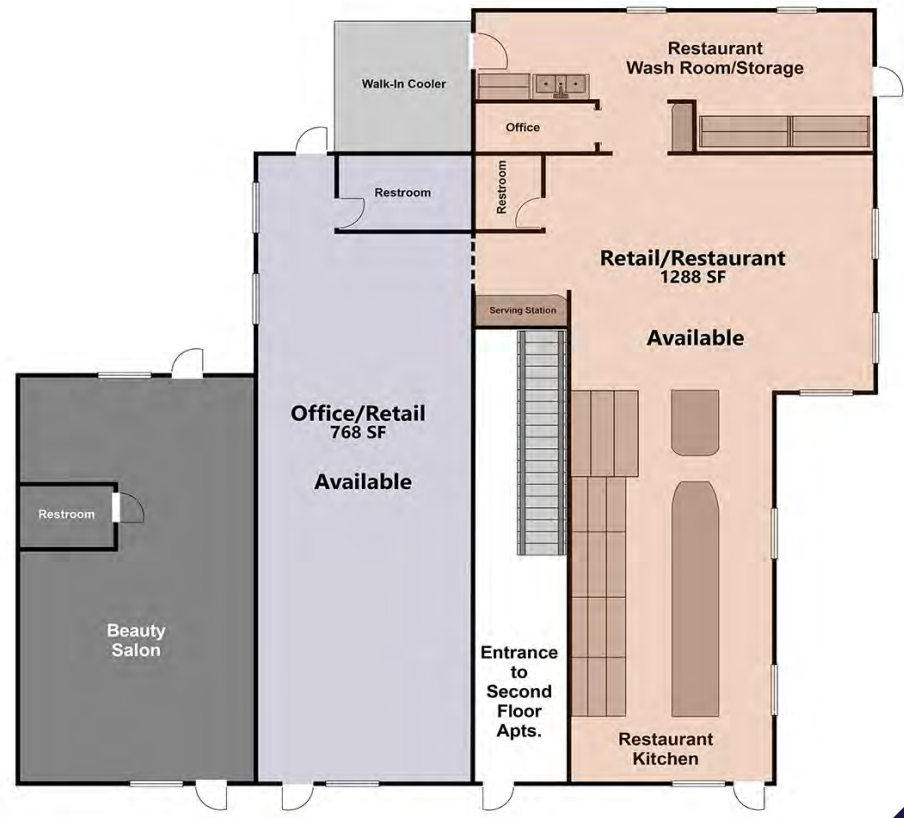 Restaurant
Wash Room/Storage
Walk-In Cooler
Office
Restroom
Restroom
Retail/Restaurant
1288 SF
Available
Serving Station
Office/Retail
768 SF
Available
Restroom
Beauty
Salon
Entrance
to
Second
Floor
Apts.
Restaurant
Kitchen